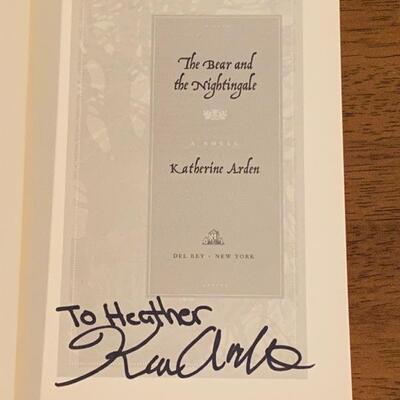 The Bear and
the Nightingale
A NOVEL
Katherine Arden
DEL REY • NEW YORK
To Heather